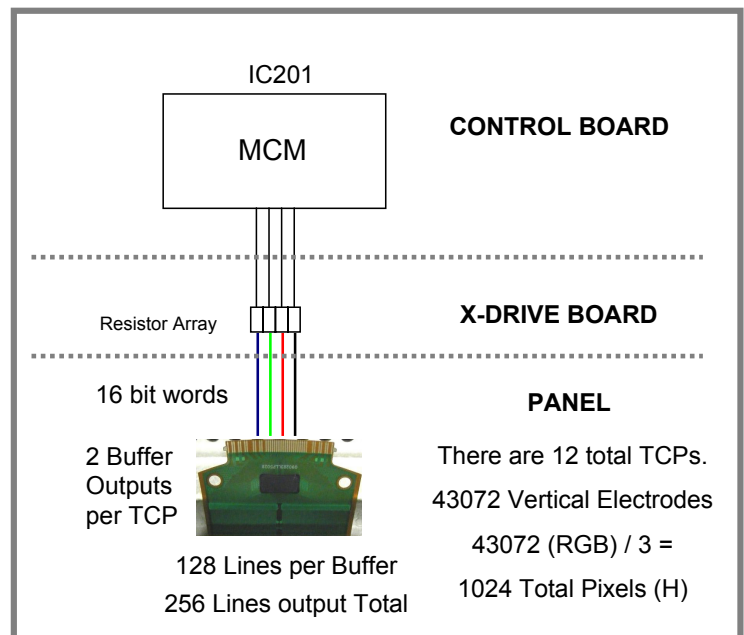 IC201
MCM
CONTROL BOARD
Resistor Array
X-DRIVE BOARD
16 bit words
2 Buffer
Outputs
per TCP
128 Lines per Buffer
256 Lines output Total
PANEL
There are 12 total TCPs.
43072 Vertical Electrodes
43072 (RGB) / 3 =
1024 Total Pixels (H)